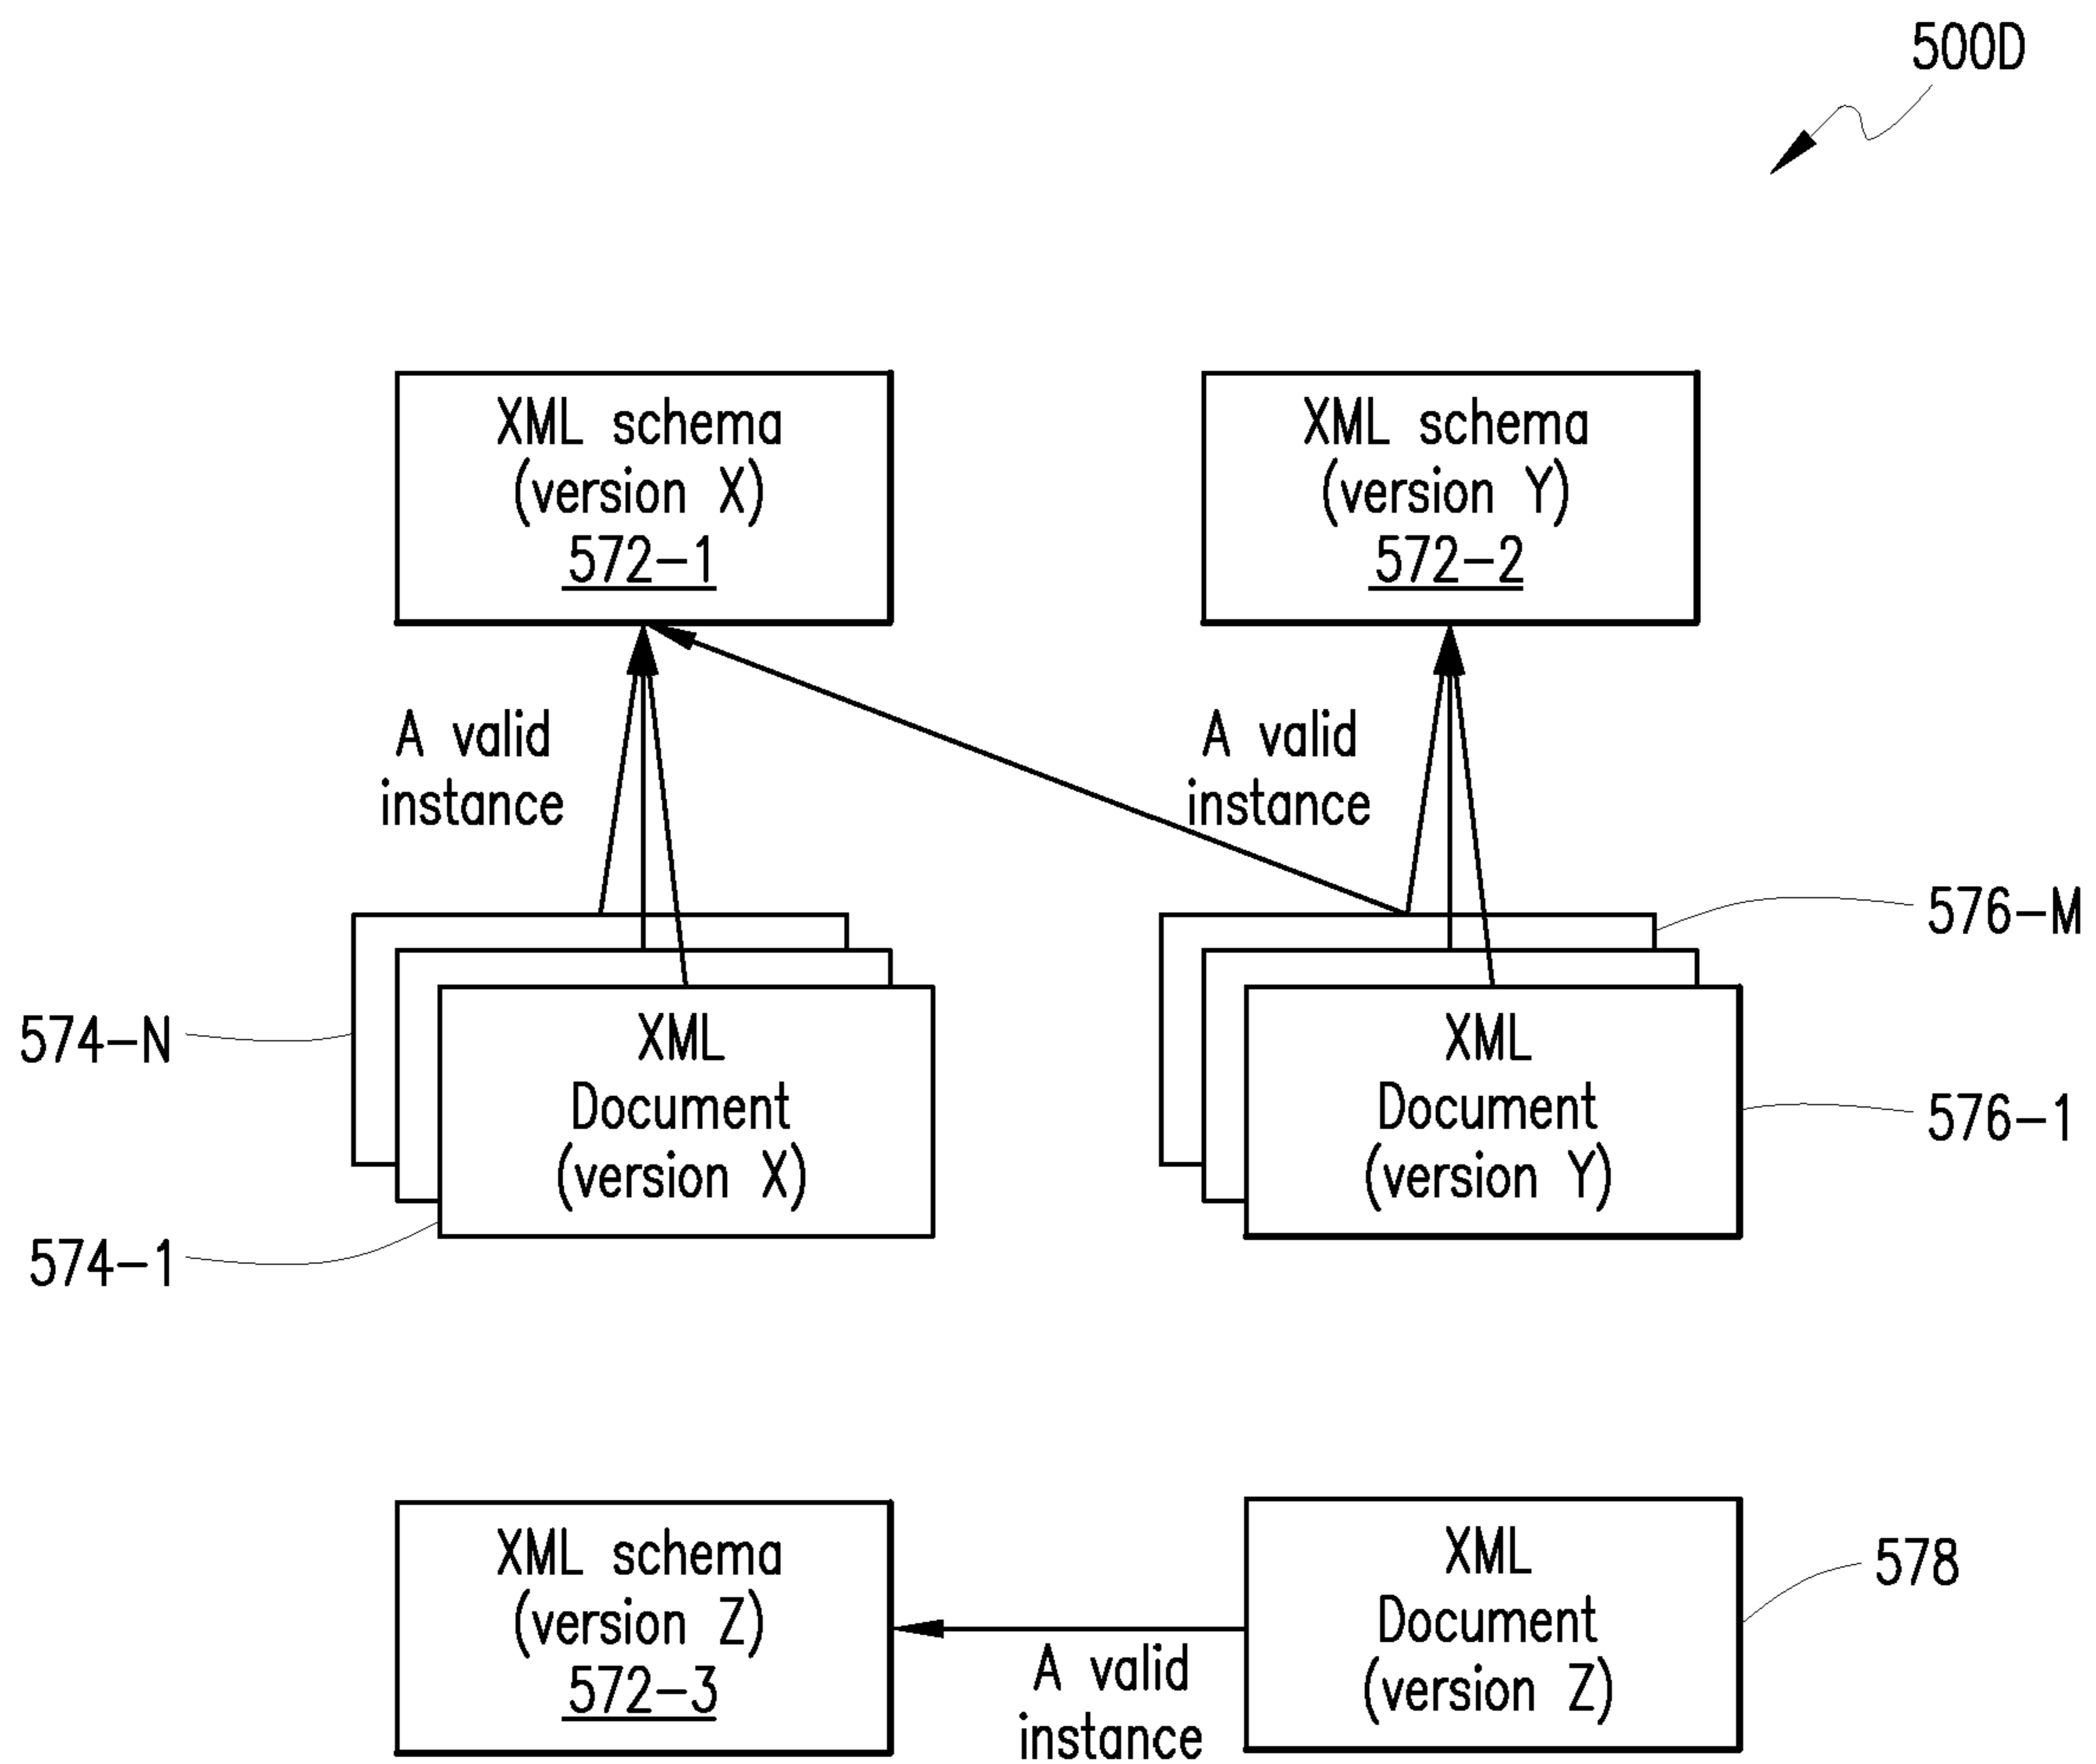 500D
XML schema
(version X)
572-1
XML schema
(version Y)
572-2
A valid
instance
A valid
instance
576-M
574-N
XML
Document
(version X)
XML
Document
(version Y)
576-1
574-1
XML schema
(version Z)
572-3
XML
Document
(version Z)
578
A valid
instance